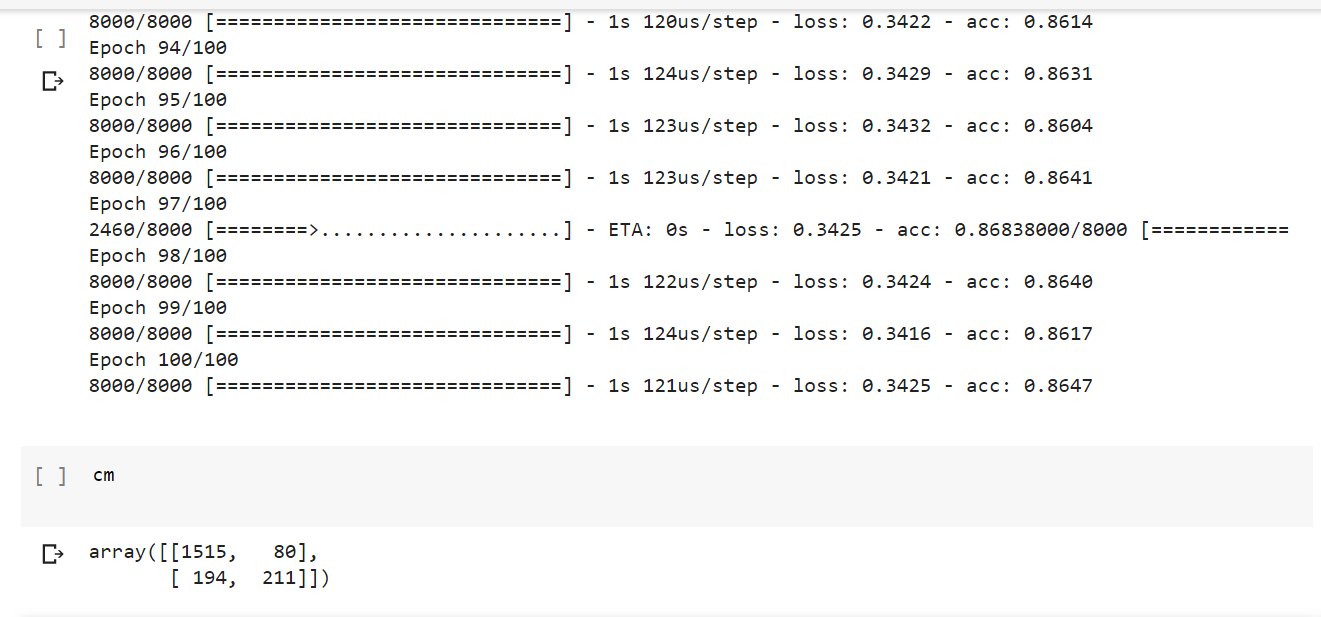 8000/8000 [==============================] - 1s 120us/step - loss: 0.3422 - acc: 0.8614
[ ]
Epoch 94/100
8000/8000 [==============================] - 1s 124us/step - loss: 0.3429 - acc: 0.8631
Epoch 95/100
8000/8000 [==============================] - 1s 123us/step - loss: 0.3432 - acc: 0.8604
Epoch 96/100
8000/8000 [==============================] - 1s 123us/step - loss: 0.3421 - acc: 0.8641
Epoch 97/100
2460/8000 [========>.....................] - ETA: 0s - loss: 0.3425 - acc: 0.86838000/8000 [============
Epoch 98/100
8000/8000 [==============================] - 1s 122us/step - loss: 0.3424 - acc: 0.8640
Epoch 99/100
8000/8000 [==============================] - 1s 124us/step - loss: 0.3416 - acc: 0.8617
Epoch 100/100
8000/8000 [==============================] - 1s 121us/step - loss: 0.3425 - acc: 0.8647
[ ] cm
array([[1515,   80],
       [ 194,  211]])